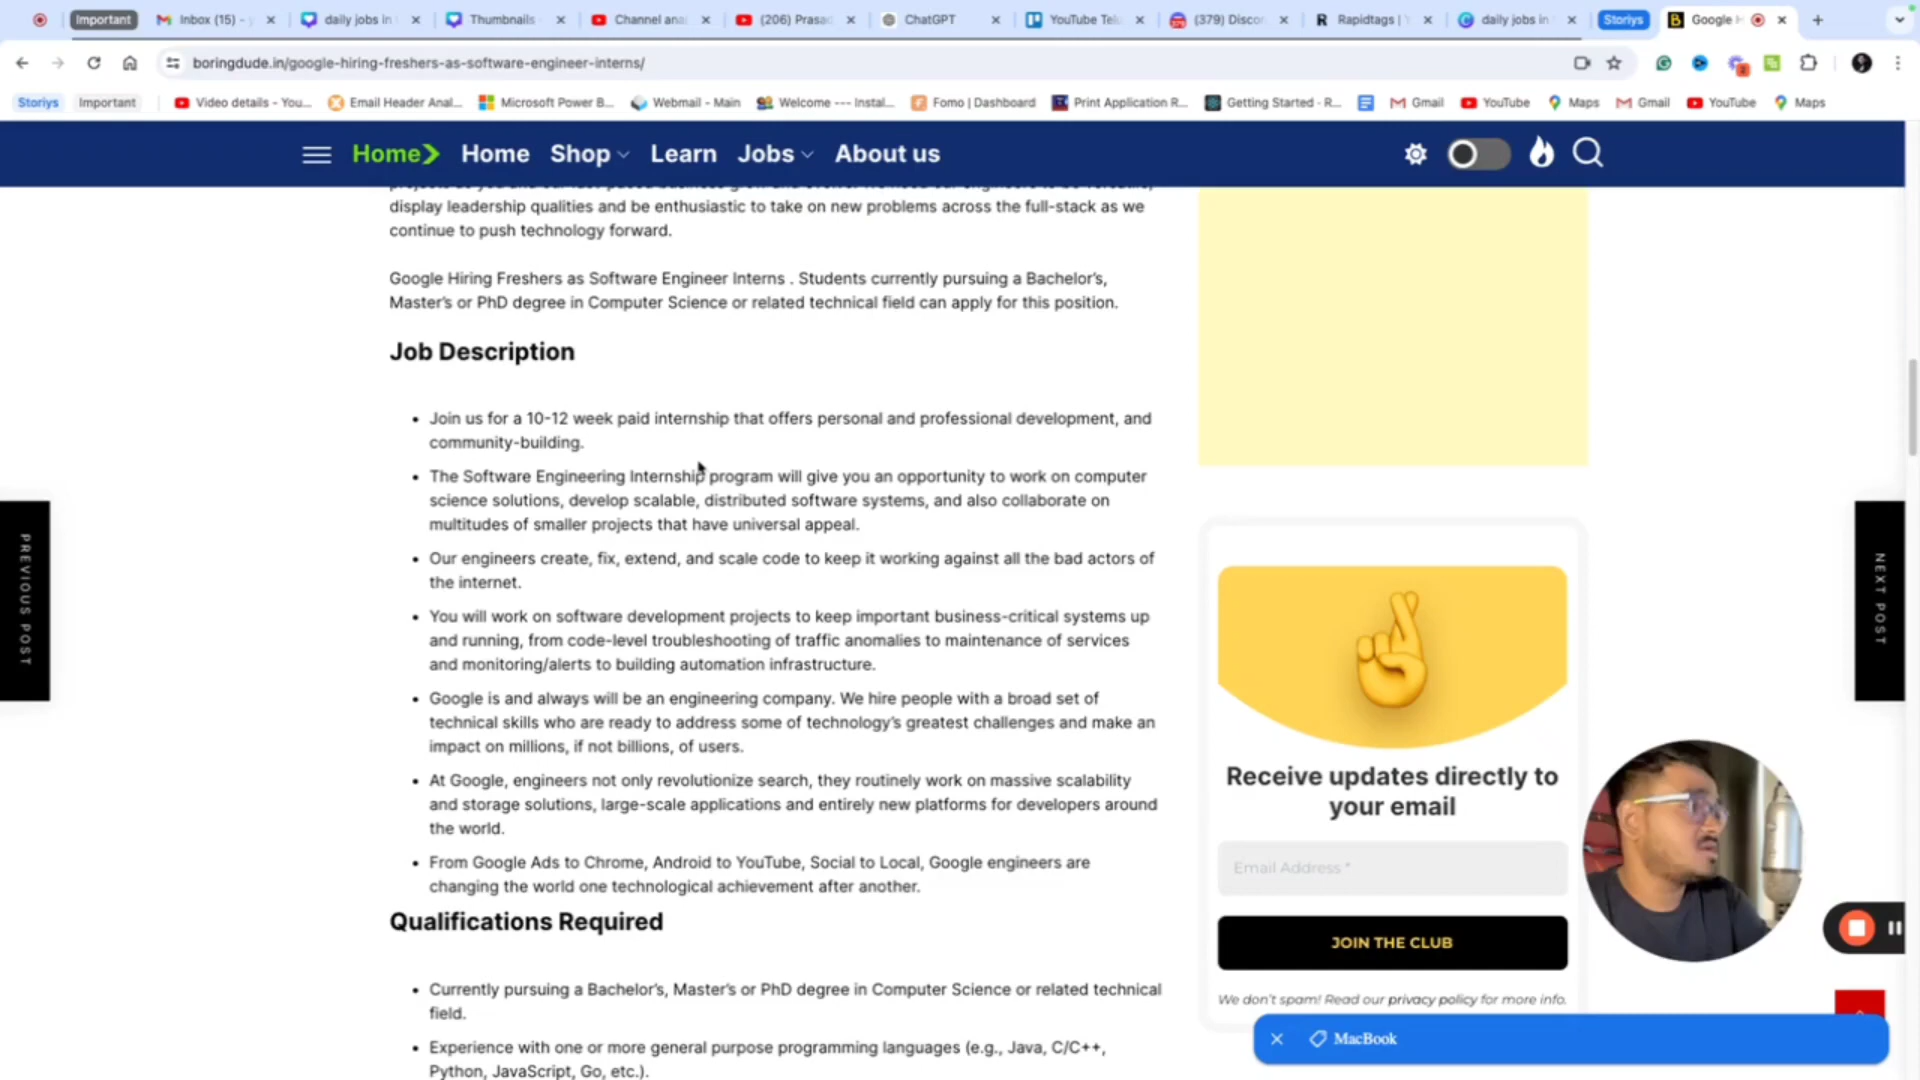 Important
Inbox (15) - y
daily jobs in
Thumbnails
Channel anal
(206) Prasac
ChatGPT
YouTube Tel
(379) Discor
Rapidtags |
daily jobs in
Storiys
Google H
boringdude.in/google-hiring-freshers-as-software-engineer-interns/
Storiys
Important
Video details - You...
Email Header Anal...
Microsoft Power B...
Webmail - Main
Welcome --- Instal...
Fomo | Dashboard
Print Application R...
Getting Started - R...
Gmail
YouTube
Maps
Gmail
YouTube
Maps
Home
Home
Shop
Learn
Jobs
About us
display leadership qualities and be enthusiastic to take on new problems across the full-stack as we
continue to push technology forward.
Google Hiring Freshers as Software Engineer Interns . Students currently pursuing a Bachelor's,
Master's or PhD degree in Computer Science or related technical field can apply for this position.
Job Description
• Join us for a 10-12 week paid internship that offers personal and professional development, and
community-building.
• The Software Engineering Internship program will give you an opportunity to work on computer
science solutions, develop scalable, distributed software systems, and also collaborate on
multitudes of smaller projects that have universal appeal.
• Our engineers create, fix, extend, and scale code to keep it working against all the bad actors of
the internet.
• You will work on software development projects to keep important business-critical systems up
and running, from code-level troubleshooting of traffic anomalies to maintenance of services
and monitoring/alerts to building automation infrastructure.
• Google is and always will be an engineering company. We hire people with a broad set of
technical skills who are ready to address some of technology's greatest challenges and make an
impact on millions, if not billions, of users.
• At Google, engineers not only revolutionize search, they routinely work on massive scalability
and storage solutions, large-scale applications and entirely new platforms for developers around
the world.
• From Google Ads to Chrome, Android to YouTube, Social to Local, Google engineers are
changing the world one technological achievement after another.
Qualifications Required
• Currently pursuing a Bachelor's, Master's or PhD degree in Computer Science or related technical
field.
• Experience with one or more general purpose programming languages (e.g., Java, C/C++,
Python, JavaScript, Go, etc.).
PREVIOUS POST
NEXT POST
Receive updates directly to
your email
Email Address *
JOIN THE CLUB
We don't spam! Read our privacy policy for more info.
MacBook